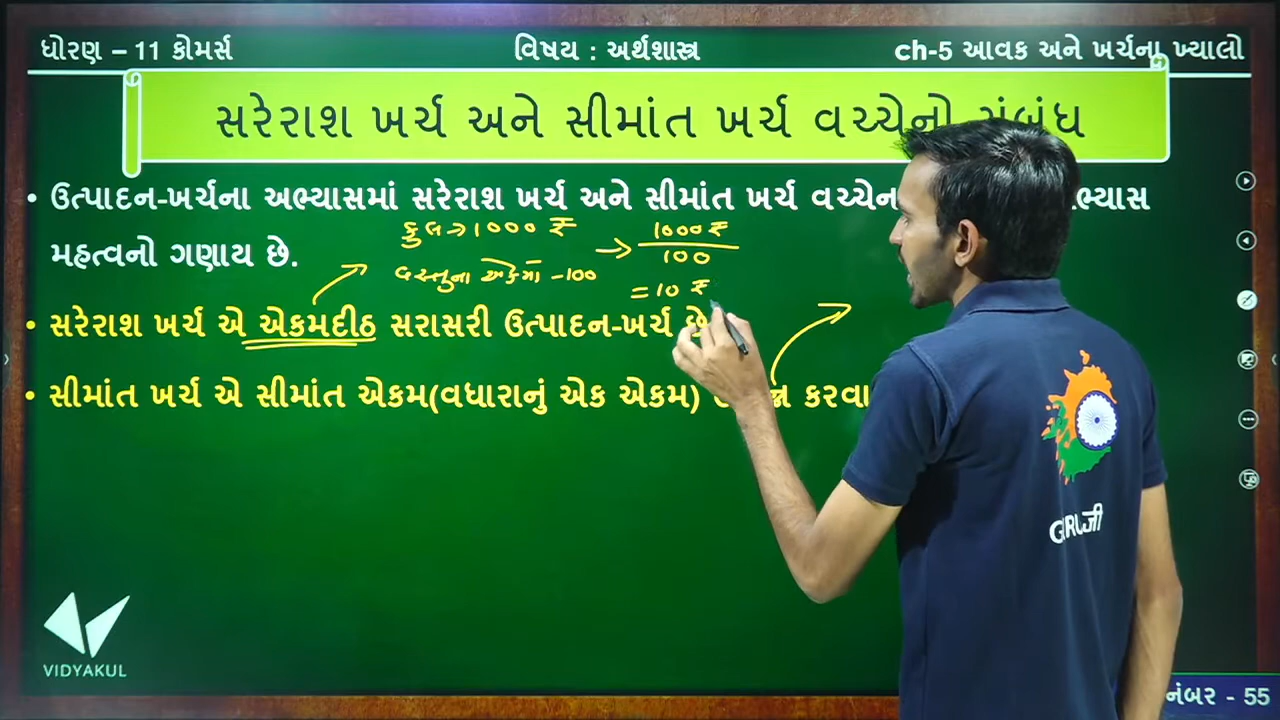 ધોરણ – 11 કોમર્સ
વિષય : અર્થશાસ્ત્ર
ch-5 આવક અને ખર્ચના ખ્યાલો
સરેરાશ ખર્ચ અને સીમાંત ખર્ચ વચ્ચેનો સંબંધ
• ઉત્પાદન-ખર્ચના અભ્યાસમાં સરેરાશ ખર્ચ અને સીમાંત ખર્ચ વચ્ચેના અભ્યાસ
મહત્વનો ગણાય છે.
કુલ → 1000 ₹
વસ્તુના એકમો - 100
→ 1000 ₹
100
= 10 ₹
• સરેરાશ ખર્ચ એ એકમદીઠ સરાસરી ઉત્પાદન-ખર્ચ છે
• સીમાંત ખર્ચ એ સીમાંત એકમ(વધારાનું એક એકમ) કરવા
GURUજી
VIDYAKUL
નંબર - 55